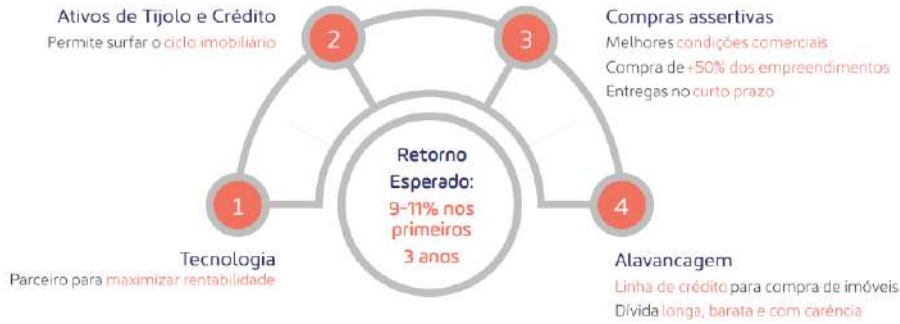 Ativos de Tijolo e Crédito
Permite surfar o ciclo imobiliário
2
3
Compras assertivas
Melhores condições comerciais
Compra de +50% dos empreendimentos
Entregas no curto prazo
Retorno
Esperado:
9-11% nos
primeiros
3 anos
1
Tecnologia
Parceiro para maximizar rentabilidade
4
Alavancagem
Linha de crédito para compra de imóveis
Dívida longa, barata e com carência